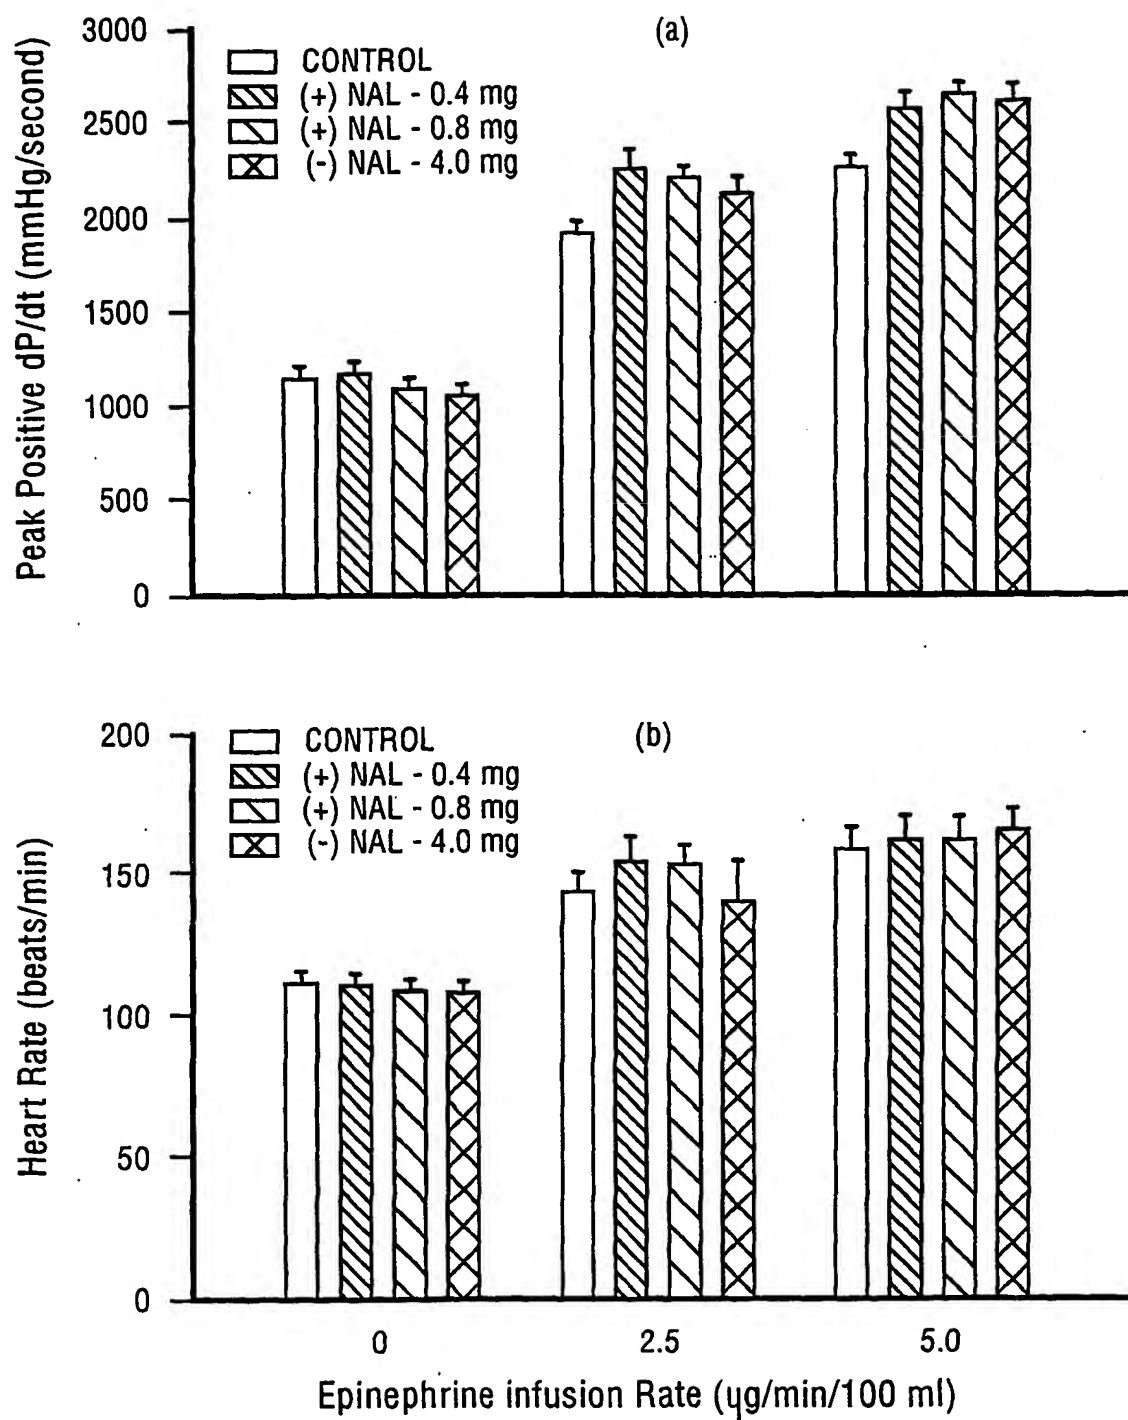 (a)
Peak Positive dP/dt (mmHg/second)
3000
2500
2000
1500
1000
500
0
CONTROL
(+) NAL - 0.4 mg
(+) NAL - 0.8 mg
(-) NAL - 4.0 mg
(b)
Heart Rate (beats/min)
200
150
100
50
0
CONTROL
(+) NAL - 0.4 mg
(+) NAL - 0.8 mg
(-) NAL - 4.0 mg
0 2.5 5.0
Epinephrine infusion Rate (ųg/min/100 ml)